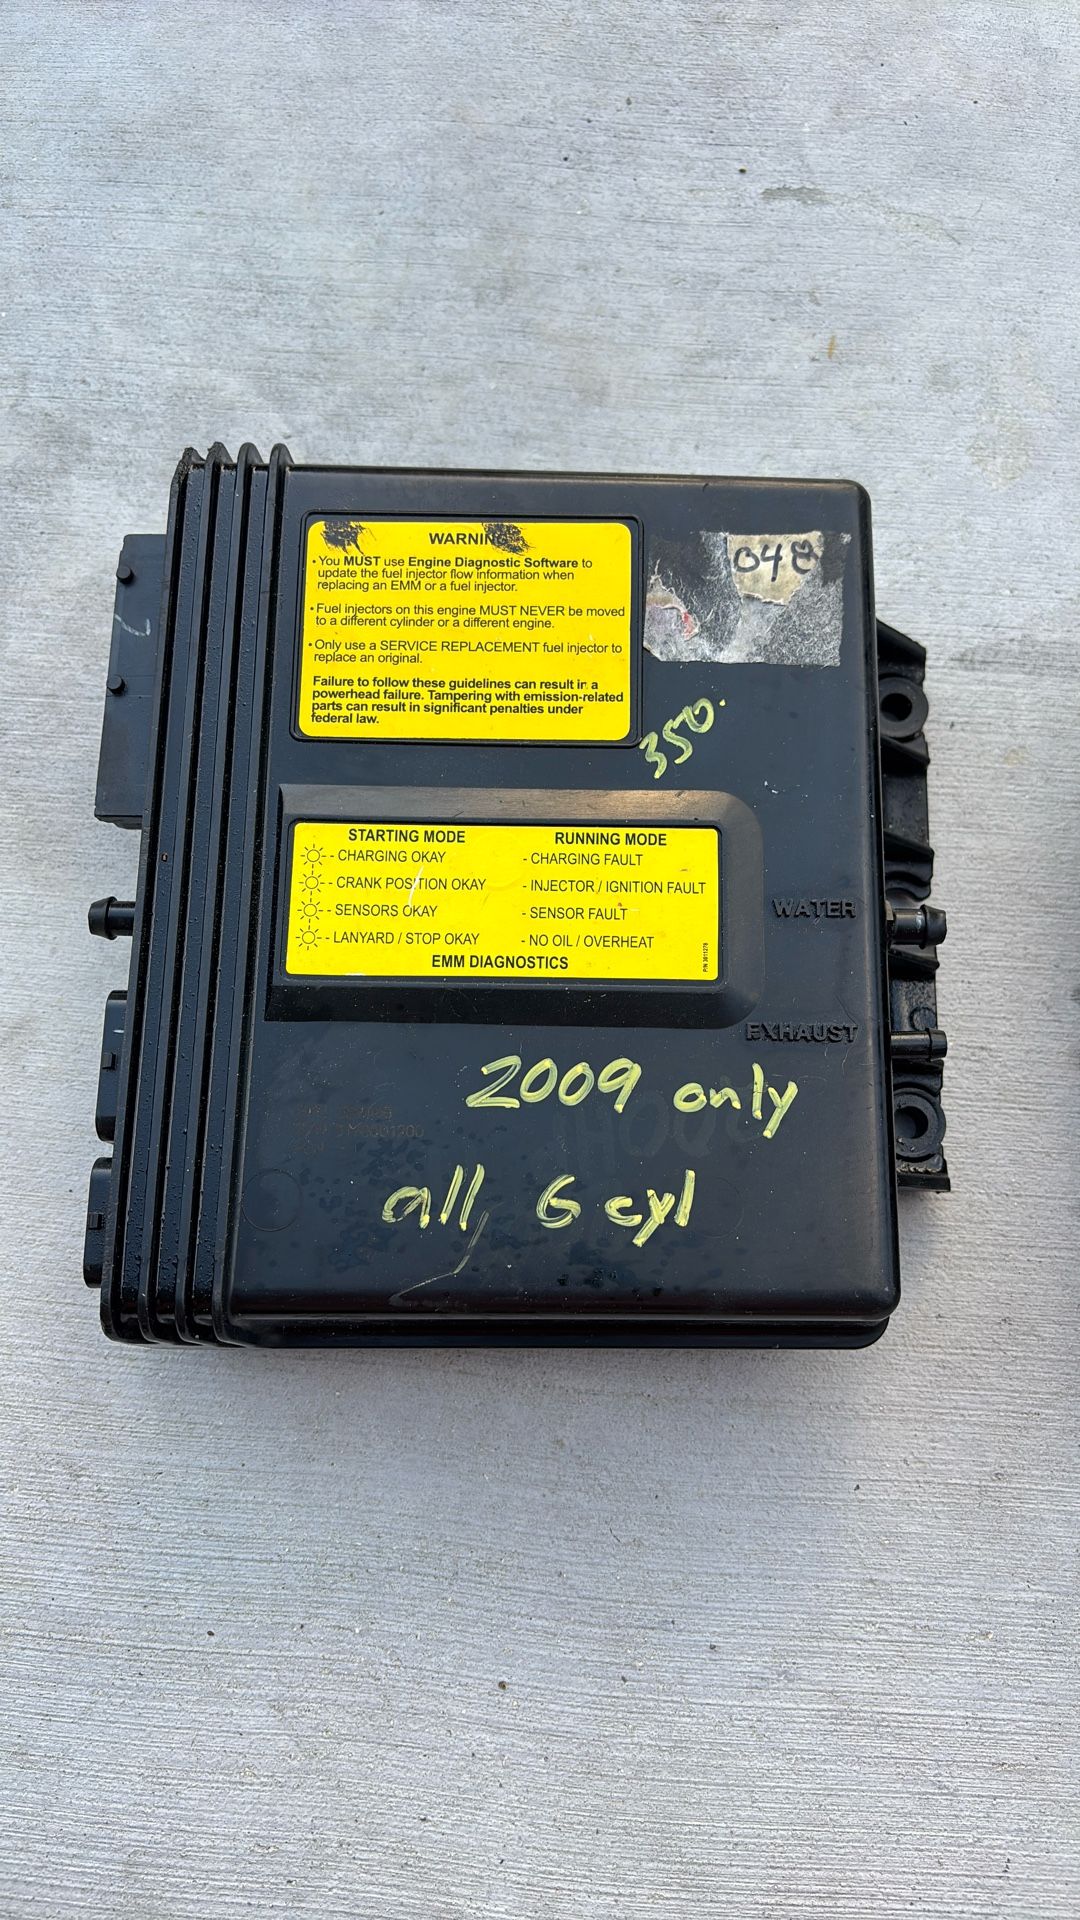 WARNING
• You MUST use Engine Diagnostic Software to
update the fuel injector flow information when
replacing an EMM or a fuel injector.
• Fuel injectors on this engine MUST NEVER be moved
to a different cylinder or a different engine.
• Only use a SERVICE REPLACEMENT fuel injector to
replace an original.
Failure to follow these guidelines can result in a
powerhead failure. Tampering with emission-related
parts can result in significant penalties under
federal law.
350.
STARTING MODE RUNNING MODE
- CHARGING OKAY - CHARGING FAULT
- CRANK POSITION OKAY - INJECTOR / IGNITION FAULT
- SENSORS OKAY - SENSOR FAULT
- LANYARD / STOP OKAY - NO OIL / OVERHEAT
EMM DIAGNOSTICS
P/N 3011278
WATER
EXHAUST
2009 only
all, 6 cyl